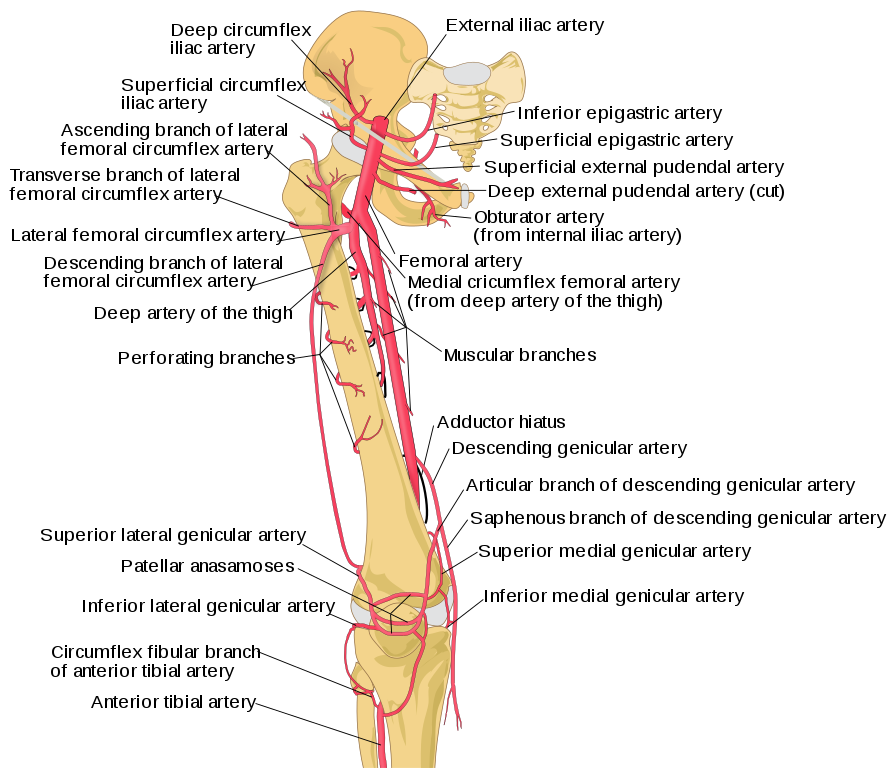 Deep circumflex
iliac artery
External iliac artery
Superficial circumflex
iliac artery
Inferior epigastric artery
Ascending branch of lateral
femoral circumflex artery
Superficial epigastric artery
Superficial external pudendal artery
Transverse branch of lateral
femoral circumflex artery
Deep external pudendal artery (cut)
Obturator artery
(from internal iliac artery)
Lateral femoral circumflex artery
Femoral artery
Descending branch of lateral
femoral circumflex artery
Medial cricumflex femoral artery
(from deep artery of the thigh)
Deep artery of the thigh
Perforating branches
Muscular branches
Adductor hiatus
Descending genicular artery
Articular branch of descending genicular artery
Saphenous branch of descending genicular artery
Superior lateral genicular artery
Superior medial genicular artery
Patellar anasamoses
Inferior medial genicular artery
Inferior lateral genicular artery
Circumflex fibular branch
of anterior tibial artery
Anterior tibial artery